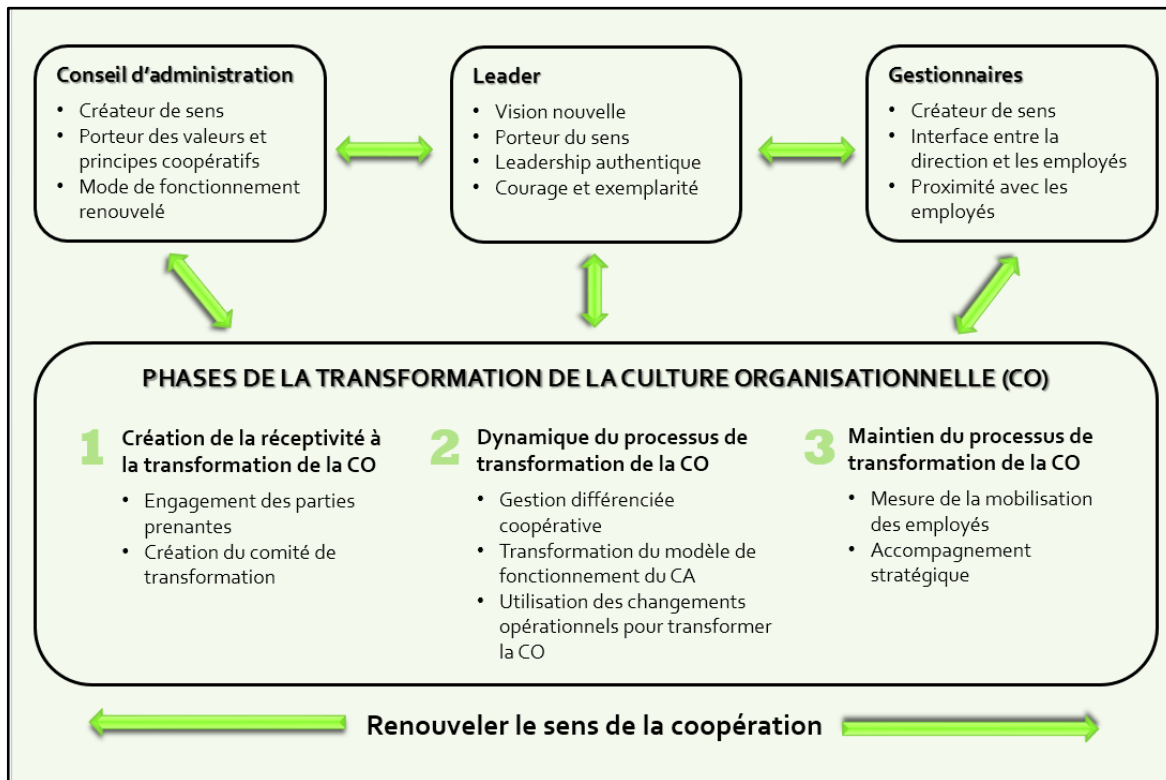 Conseil d'administration
• Créateur de sens
• Porteur des valeurs et
principes coopératifs
• Mode de fonctionnement
renouvelé
Leader
• Vision nouvelle
• Porteur du sens
• Leadership authentique
• Courage et exemplarité
Gestionnaires
• Créateur de sens
• Interface entre la
direction et les employés
• Proximité avec les
employés
PHASES DE LA TRANSFORMATION DE LA CULTURE ORGANISATIONNELLE (CO)
1 Création de la réceptivité à
la transformation de la CO
• Engagement des parties
prenantes
• Création du comité de
transformation
2 Dynamique du processus de
transformation de la CO
• Gestion différenciée
coopérative
• Transformation du modèle de
fonctionnement du CA
• Utilisation des changements
opérationnels pour transformer
la CO
3 Maintien du processus de
transformation de la CO
• Mesure de la mobilisation
des employés
• Accompagnement
stratégique
Renouveler le sens de la coopération